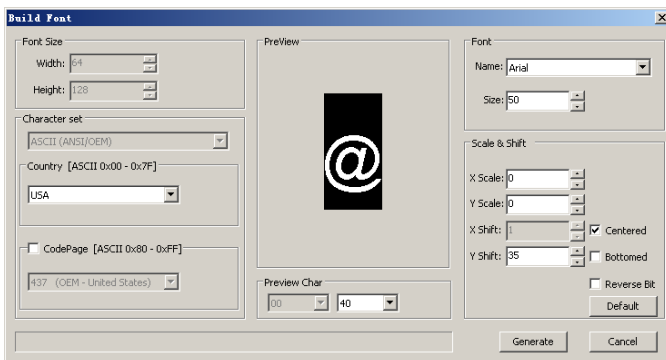 Build Font
Font Size
Width: 64
Height: 128
Character set
ASCII (ANSI/OEM)
Country [ASCII 0x00 - 0x7F]
USA
CodePage [ASCII 0x80 - 0xFF]
437 (OEM - United States)
PreView
@
Preview Char
00 40
Font
Name: Arial
Size: 50
Scale & Shift
X Scale: 0
Y Scale: 0
X Shift: 1 Centered
Y Shift: 35 Bottomed
Reverse Bit
Default
Generate Cancel